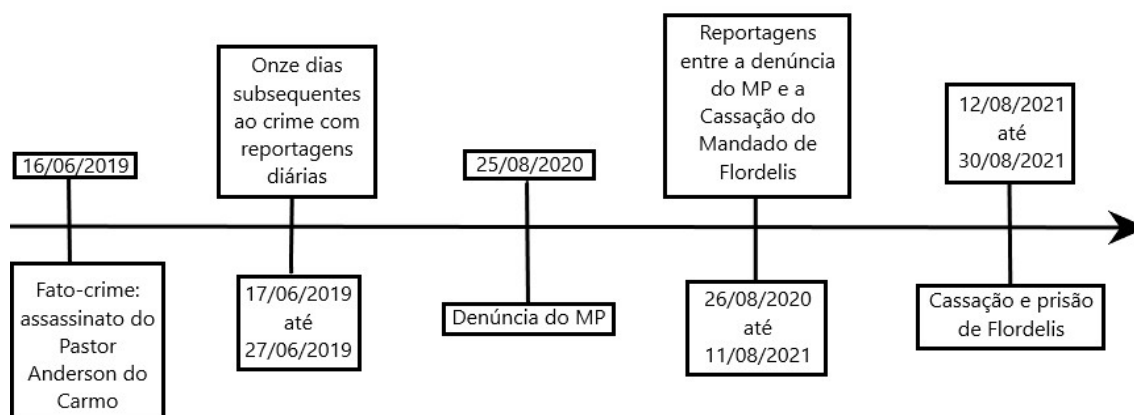 16/06/2019
Fato-crime:
assassinato do
Pastor
Anderson do
Carmo
Onze dias
subsequentes
ao crime com
reportagens
diárias
17/06/2019
até
27/06/2019
25/08/2020
Denúncia do MP
Reportagens
entre a denúncia
do MP e a
Cassação do
Mandado de
Flordelis
26/08/2020
até
11/08/2021
12/08/2021
até
30/08/2021
Cassação e prisão
de Flordelis